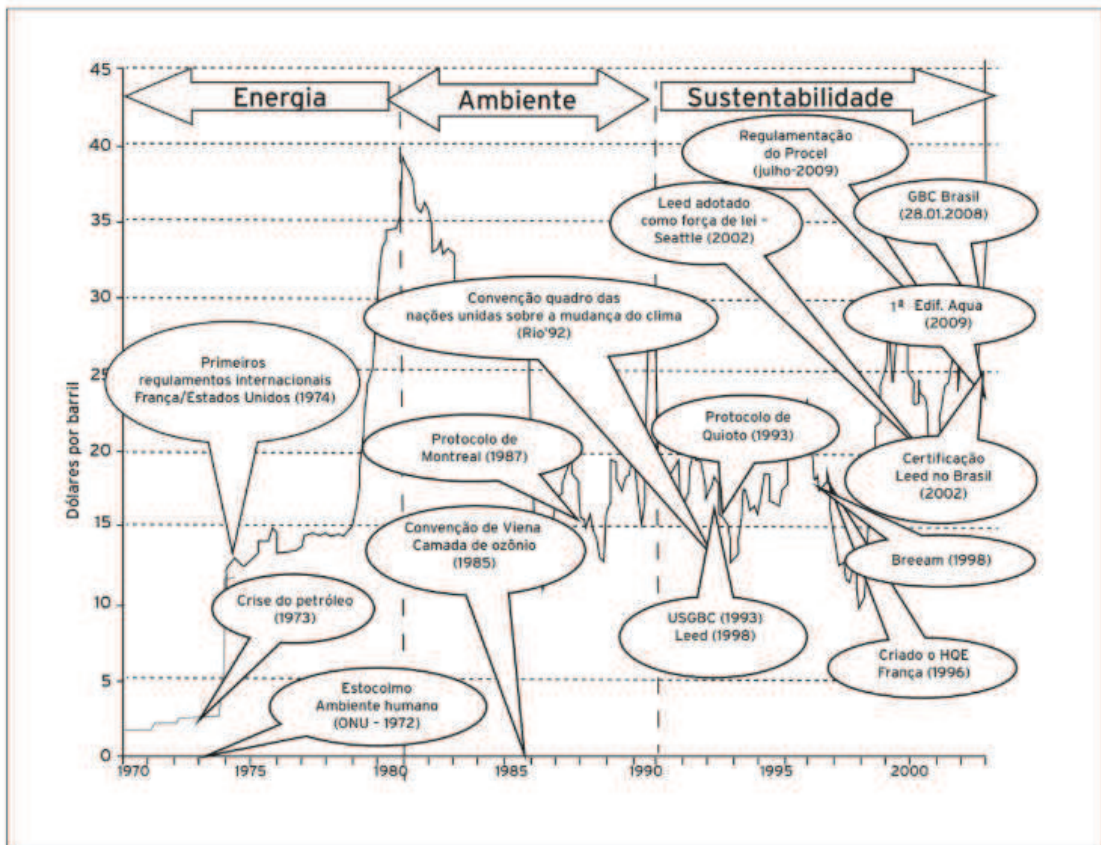 45
Energia
Ambiente
Sustentabilidade
40
Regulamentação
do Procel
(julho-2009)
GBC Brasil
(28.01.2008)
Leed adotado
como força de lei –
Seattle (2002)
35
30
Convenção quadro das
nações unidas sobre a mudança do clima
(Rio'92)
1ª Edif. Aqua
(2009)
25
Primeiros
regulamentos internacionais
França/Estados Unidos (1974)
Protocolo de
Quioto (1993)
Protocolo de
Montreal (1987)
20
Certificação
Leed no Brasil
(2002)
Dólares por barril
15
Convenção de Viena
Camada de ozônio
(1985)
Breeam (1998)
10
Crise do petróleo
(1973)
USGBC (1993)
Leed (1998)
Criado o HQE
França (1996)
5
Estocolmo
Ambiente humano
(ONU – 1972)
0
1970
1975
1980
1985
1990
1995
2000